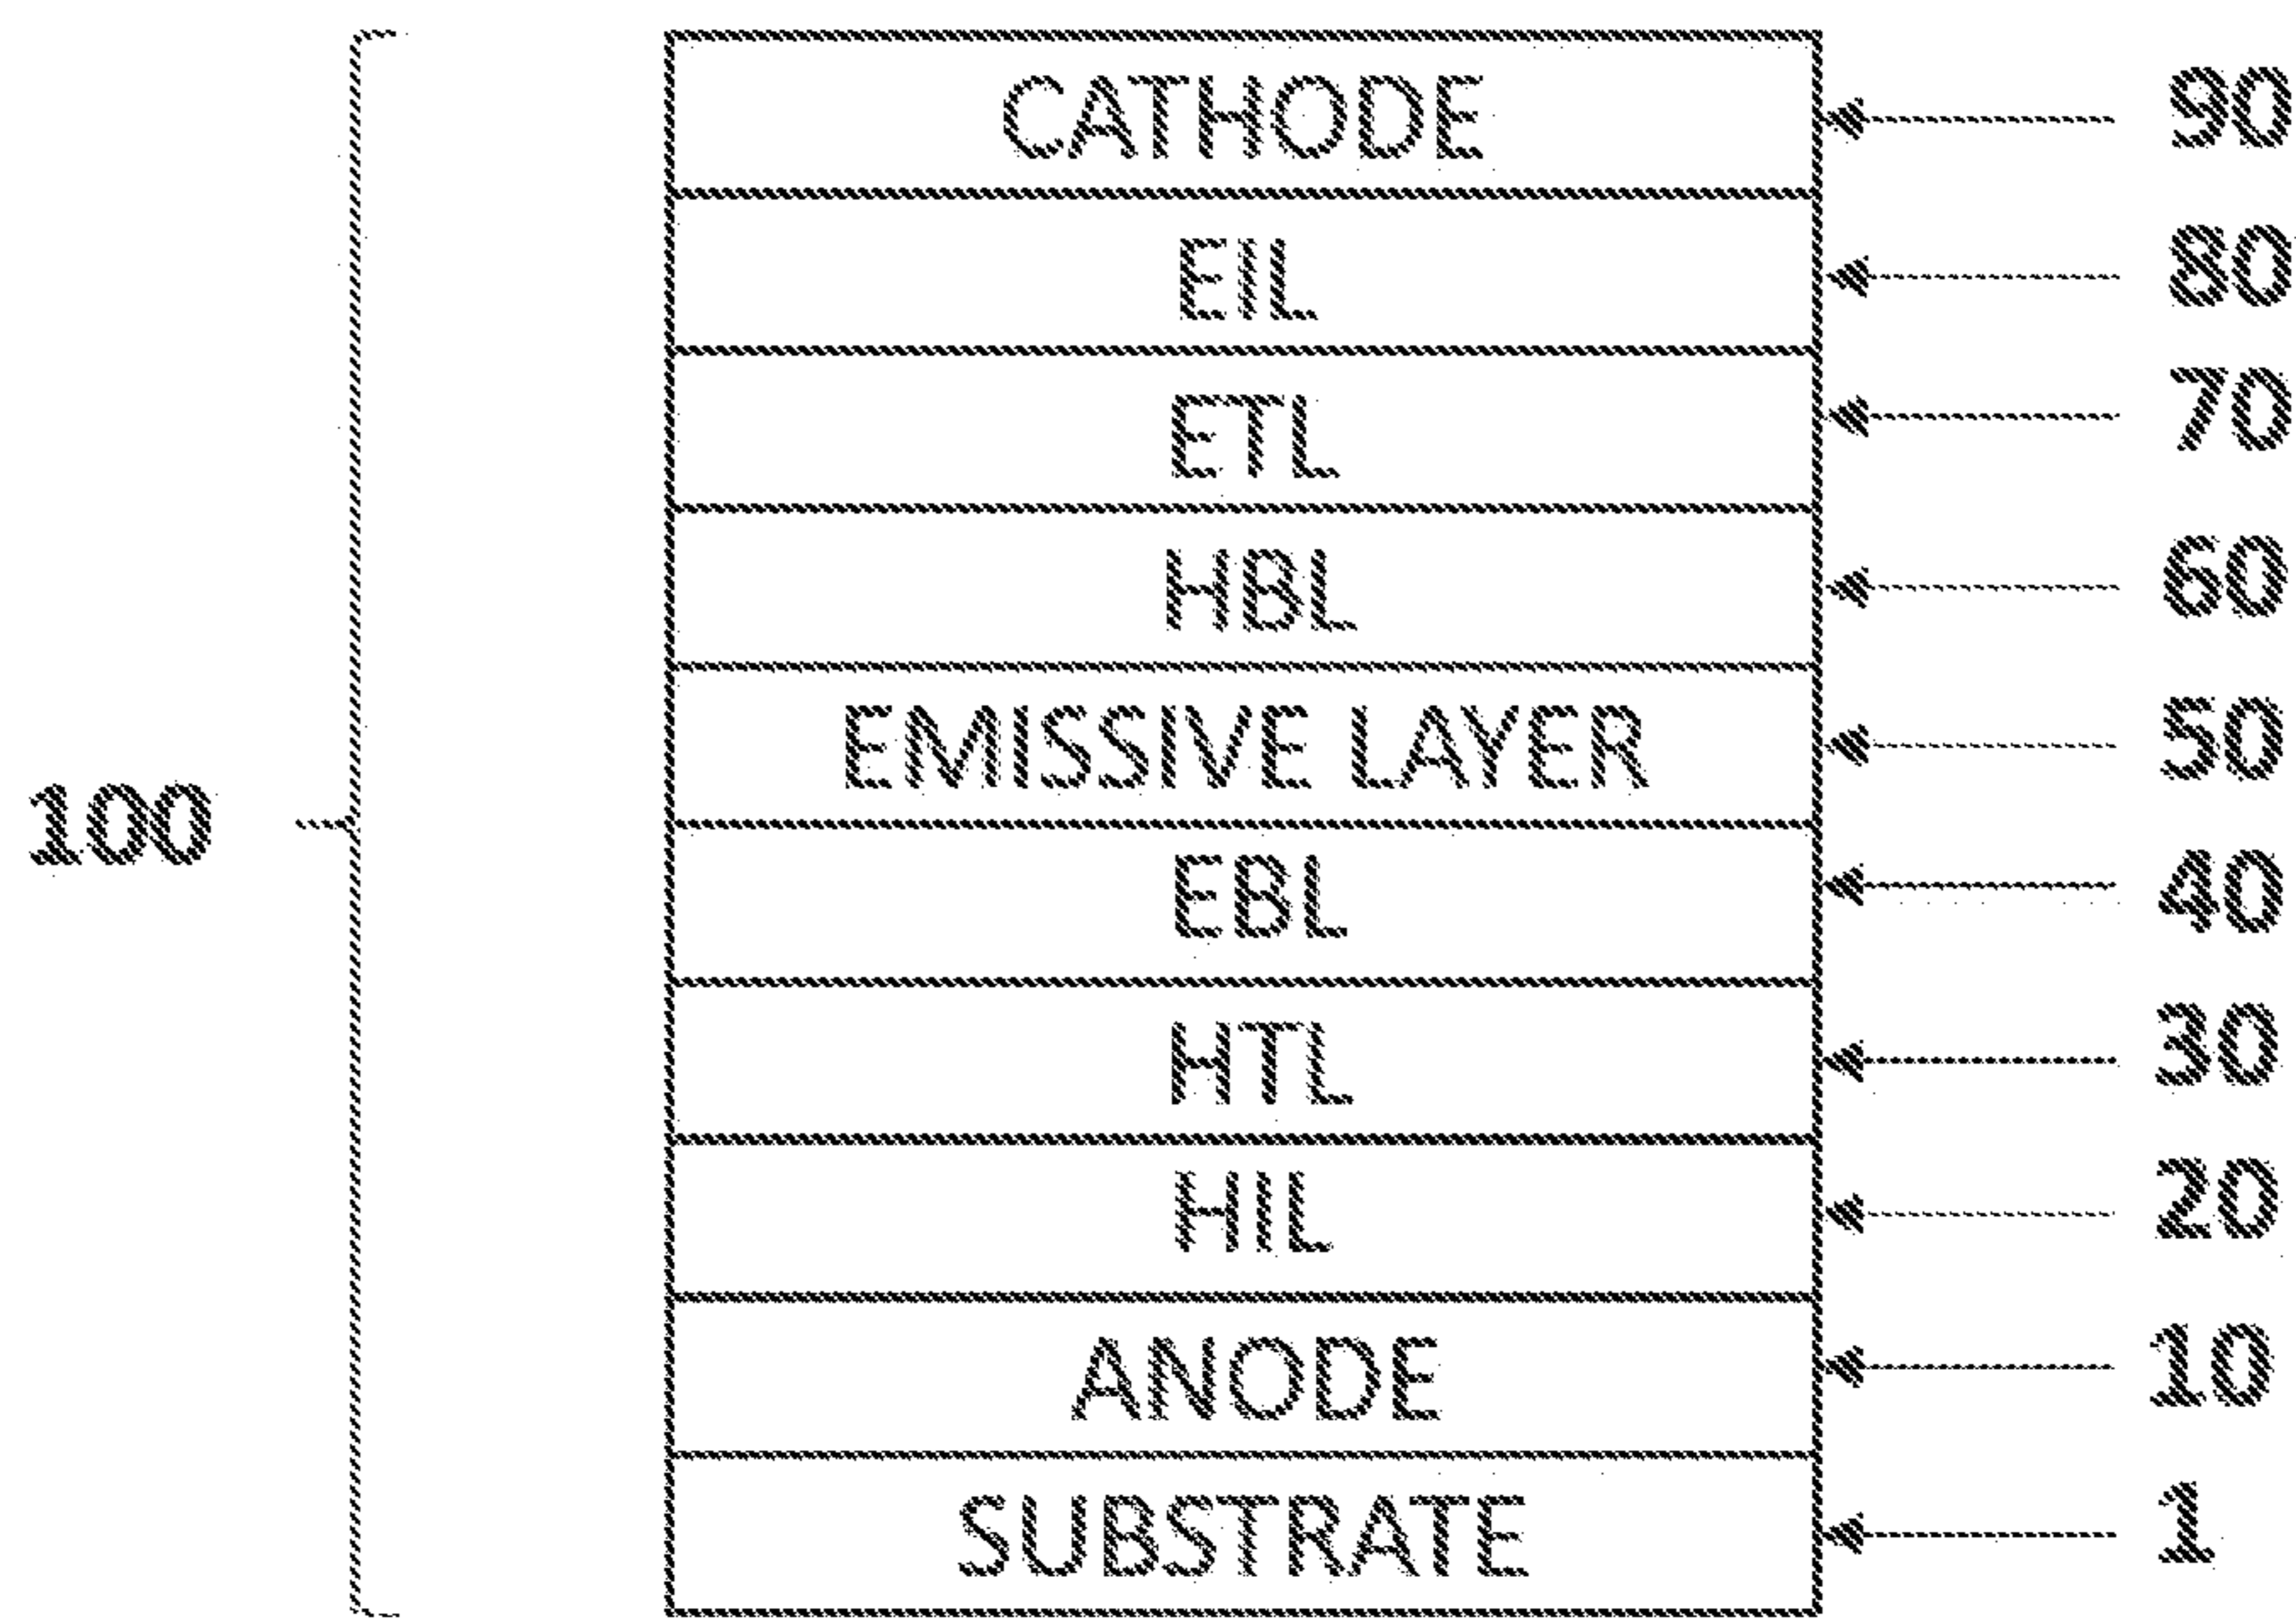 CATHODE 90
EIL 80
ETL 70
HBL 60
EMISSIVE LAYER 50
100
EBL 40
HTL 30
HIL 20
ANODE 10
SUBSTRATE 1